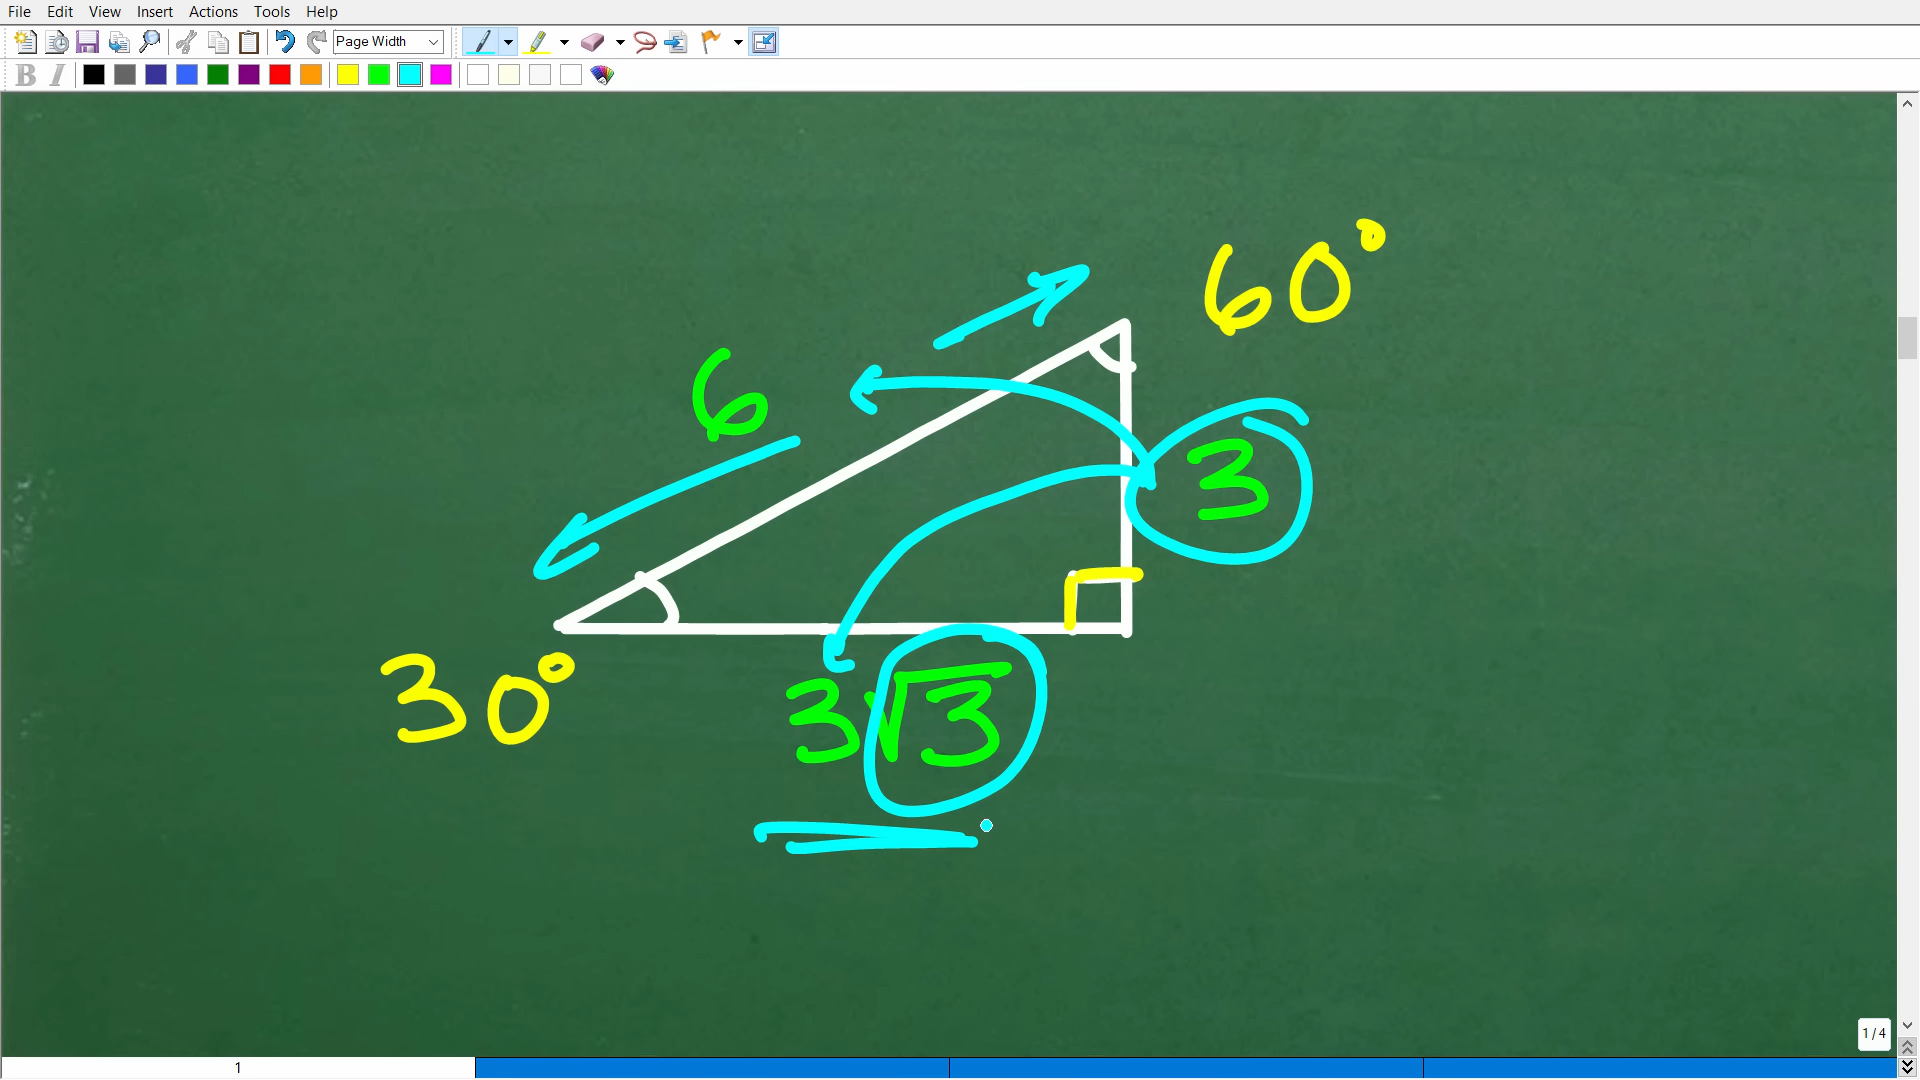 File Edit View Insert Actions Tools Help
Page Width
B I
60°
6
3
30°
3√3
1 / 4
1